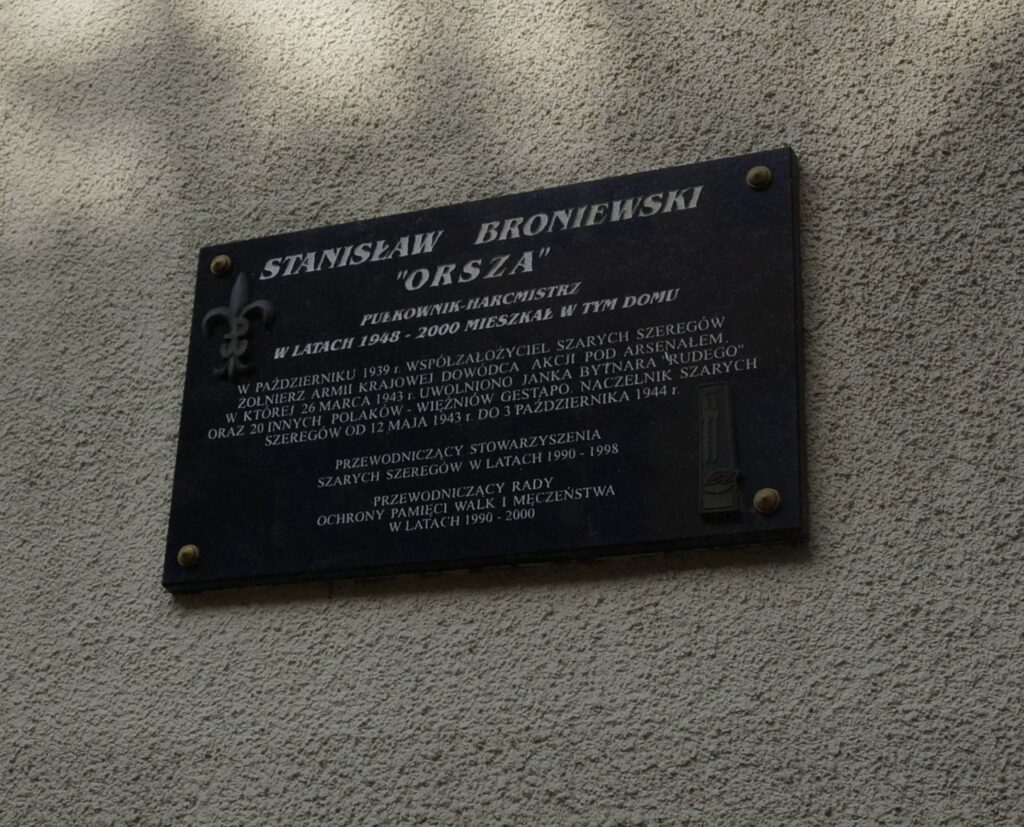 STANISŁAW BRONIEWSKI
"ORSZA"
PUŁKOWNIK-HARCMISTRZ
W LATACH 1948 - 2000 MIESZKAŁ W TYM DOMU
W PAŹDZIERNIKU 1939 r. WSPÓŁZAŁOŻYCIEL SZARYCH SZEREGÓW
ŻOŁNIERZ ARMII KRAJOWEJ, DOWÓDCA AKCJI POD ARSENAŁEM,
W KTÓREJ 26 MARCA 1943 r. UWOLNIONO JANKA BYTNARA "RUDEGO"
ORAZ 20 INNYCH POLAKÓW - WIĘŹNIÓW GESTAPO. NACZELNIK SZARYCH
SZEREGÓW OD 12 MAJA 1943 r. DO 3 PAŹDZIERNIKA 1944 r.
PRZEWODNICZĄCY STOWARZYSZENIA
SZARYCH SZEREGÓW W LATACH 1990 - 1998
PRZEWODNICZĄCY RADY
OCHRONY PAMIĘCI WALK I MĘCZEŃSTWA
W LATACH 1990 - 2000